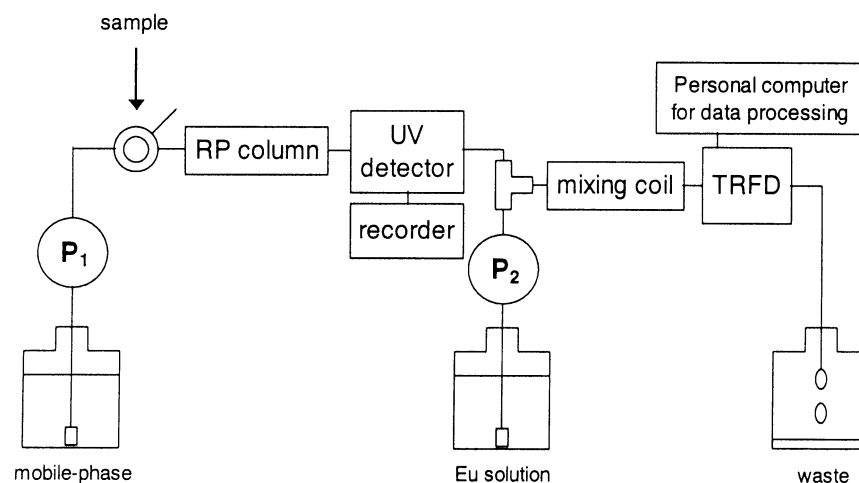 sample
Personal computer
for data processing
RP column
UV
detector
recorder
mixing coil
TRFD
P1
P2
mobile-phase
Eu solution
waste